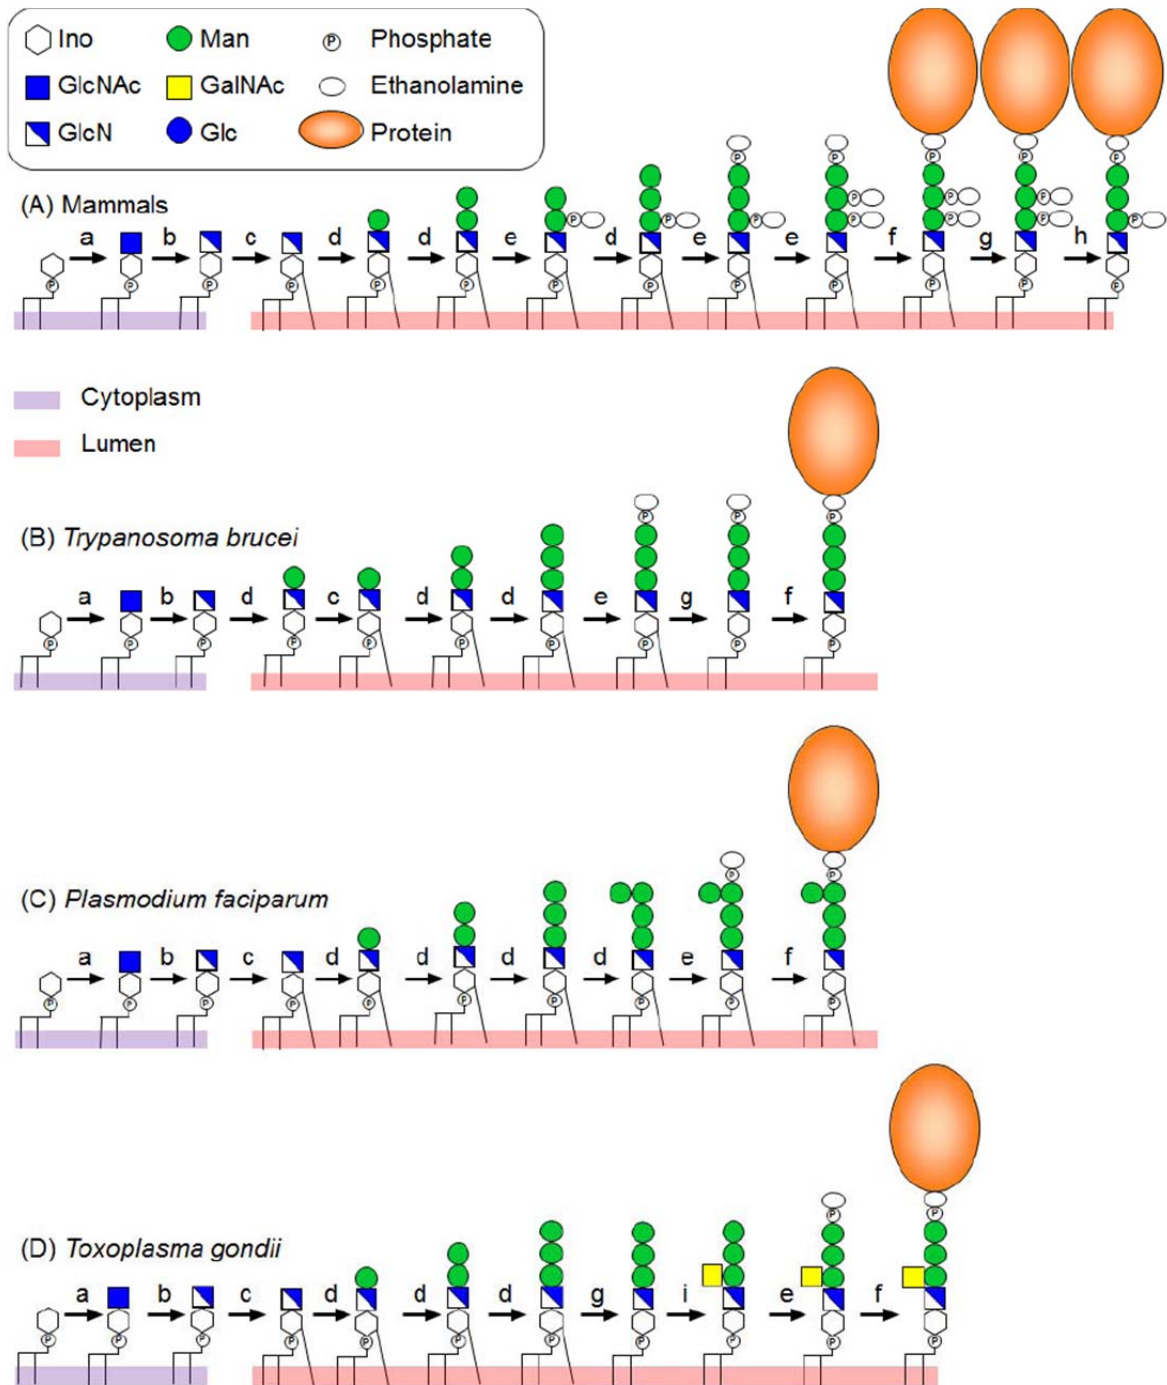 Ino Man P Phosphate
GlcNAc GalNAc Ethanolamine
GlcN Glc Protein
(A) Mammals
a b c d d e d e e f g h
P P P P P P P P P P P P P P P P P P P P P P P P P P P P
Cytoplasm
Lumen
(B) Trypanosoma brucei
a b d c d d e g f
P P P P P P P P P P P P P
(C) Plasmodium faciparum
a b c d d d d e f
P P P P P P P P P P P P
(D) Toxoplasma gondii
a b c d d d g i e f
P P P P P P P P P P P P P